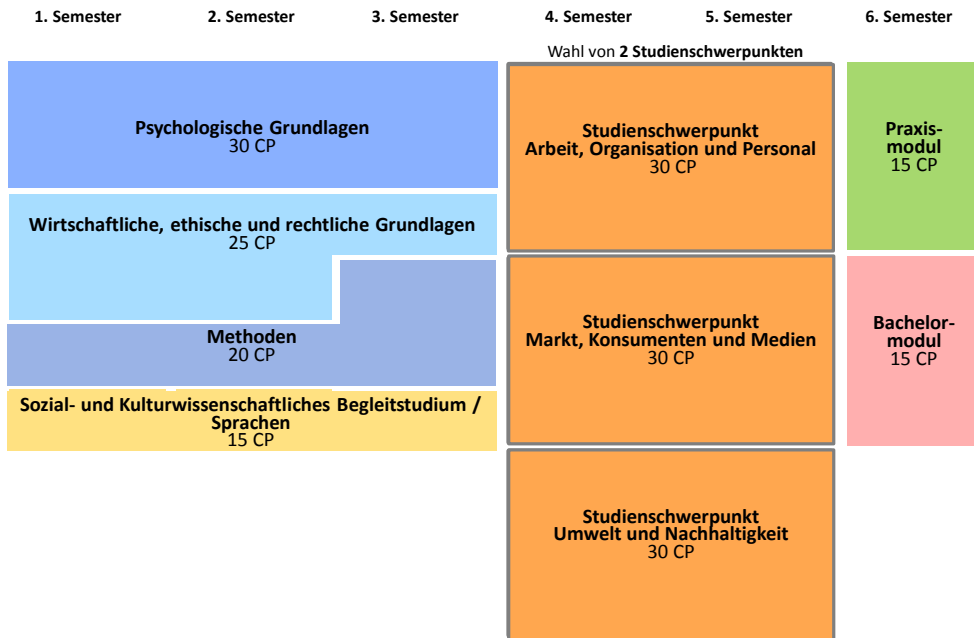 1. Semester 2. Semester 3. Semester 4. Semester 5. Semester 6. Semester
Wahl von 2 Studienschwerpunkten
Psychologische Grundlagen
30 CP
Wirtschaftliche, ethische und rechtliche Grundlagen
25 CP
Methoden
20 CP
Sozial- und Kulturwissenschaftliches Begleitstudium /
Sprachen
15 CP
Studienschwerpunkt
Arbeit, Organisation und Personal
30 CP
Studienschwerpunkt
Markt, Konsumenten und Medien
30 CP
Studienschwerpunkt
Umwelt und Nachhaltigkeit
30 CP
Praxis-
modul
15 CP
Bachelor-
modul
15 CP